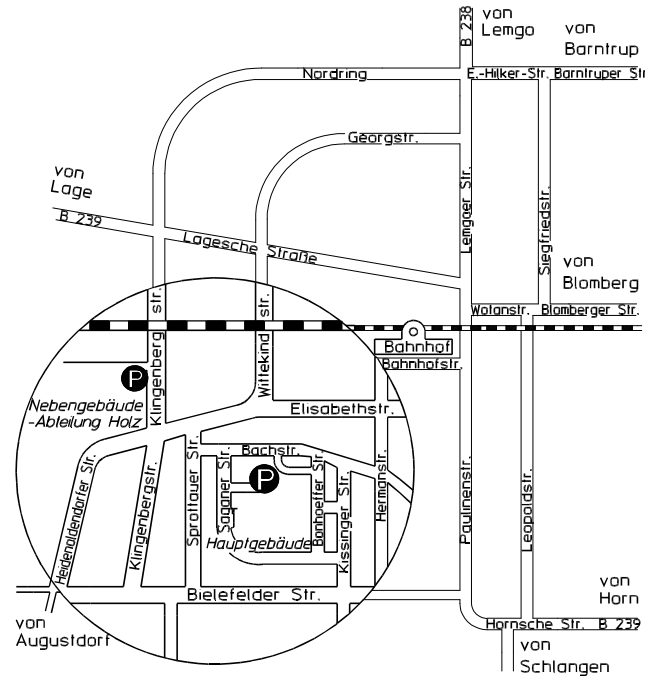 B 238
von
Lemgo
von
Barntrup
Nordring
E.-Hilker-Str.
Barntruper Str
Georgstr.
von
Lage
B 239
Lagesche Straße
Lemgoer Str.
Siegfriedstr.
von
Blomberg
Wotanstr.
Blomberger Str.
Klingenberg str.
Wittekind str.
Bahnhof
Bahnhofstr.
P
Nebengebäude
-Abteilung Holz
Elisabethstr.
Heidenoldendorfer Str.
Klingenbergstr.
Sprottauer Str.
Saganer Str.
Bachstr.
P
Bonhoeffer Str.
Kissinger Str.
Hermanstr.
Hauptgebäude
Paulinenstr.
Leopoldstr.
Bielefelder Str.
von
Augustdorf
von
Horn
Hornsche Str. B 239
von
Schlangen